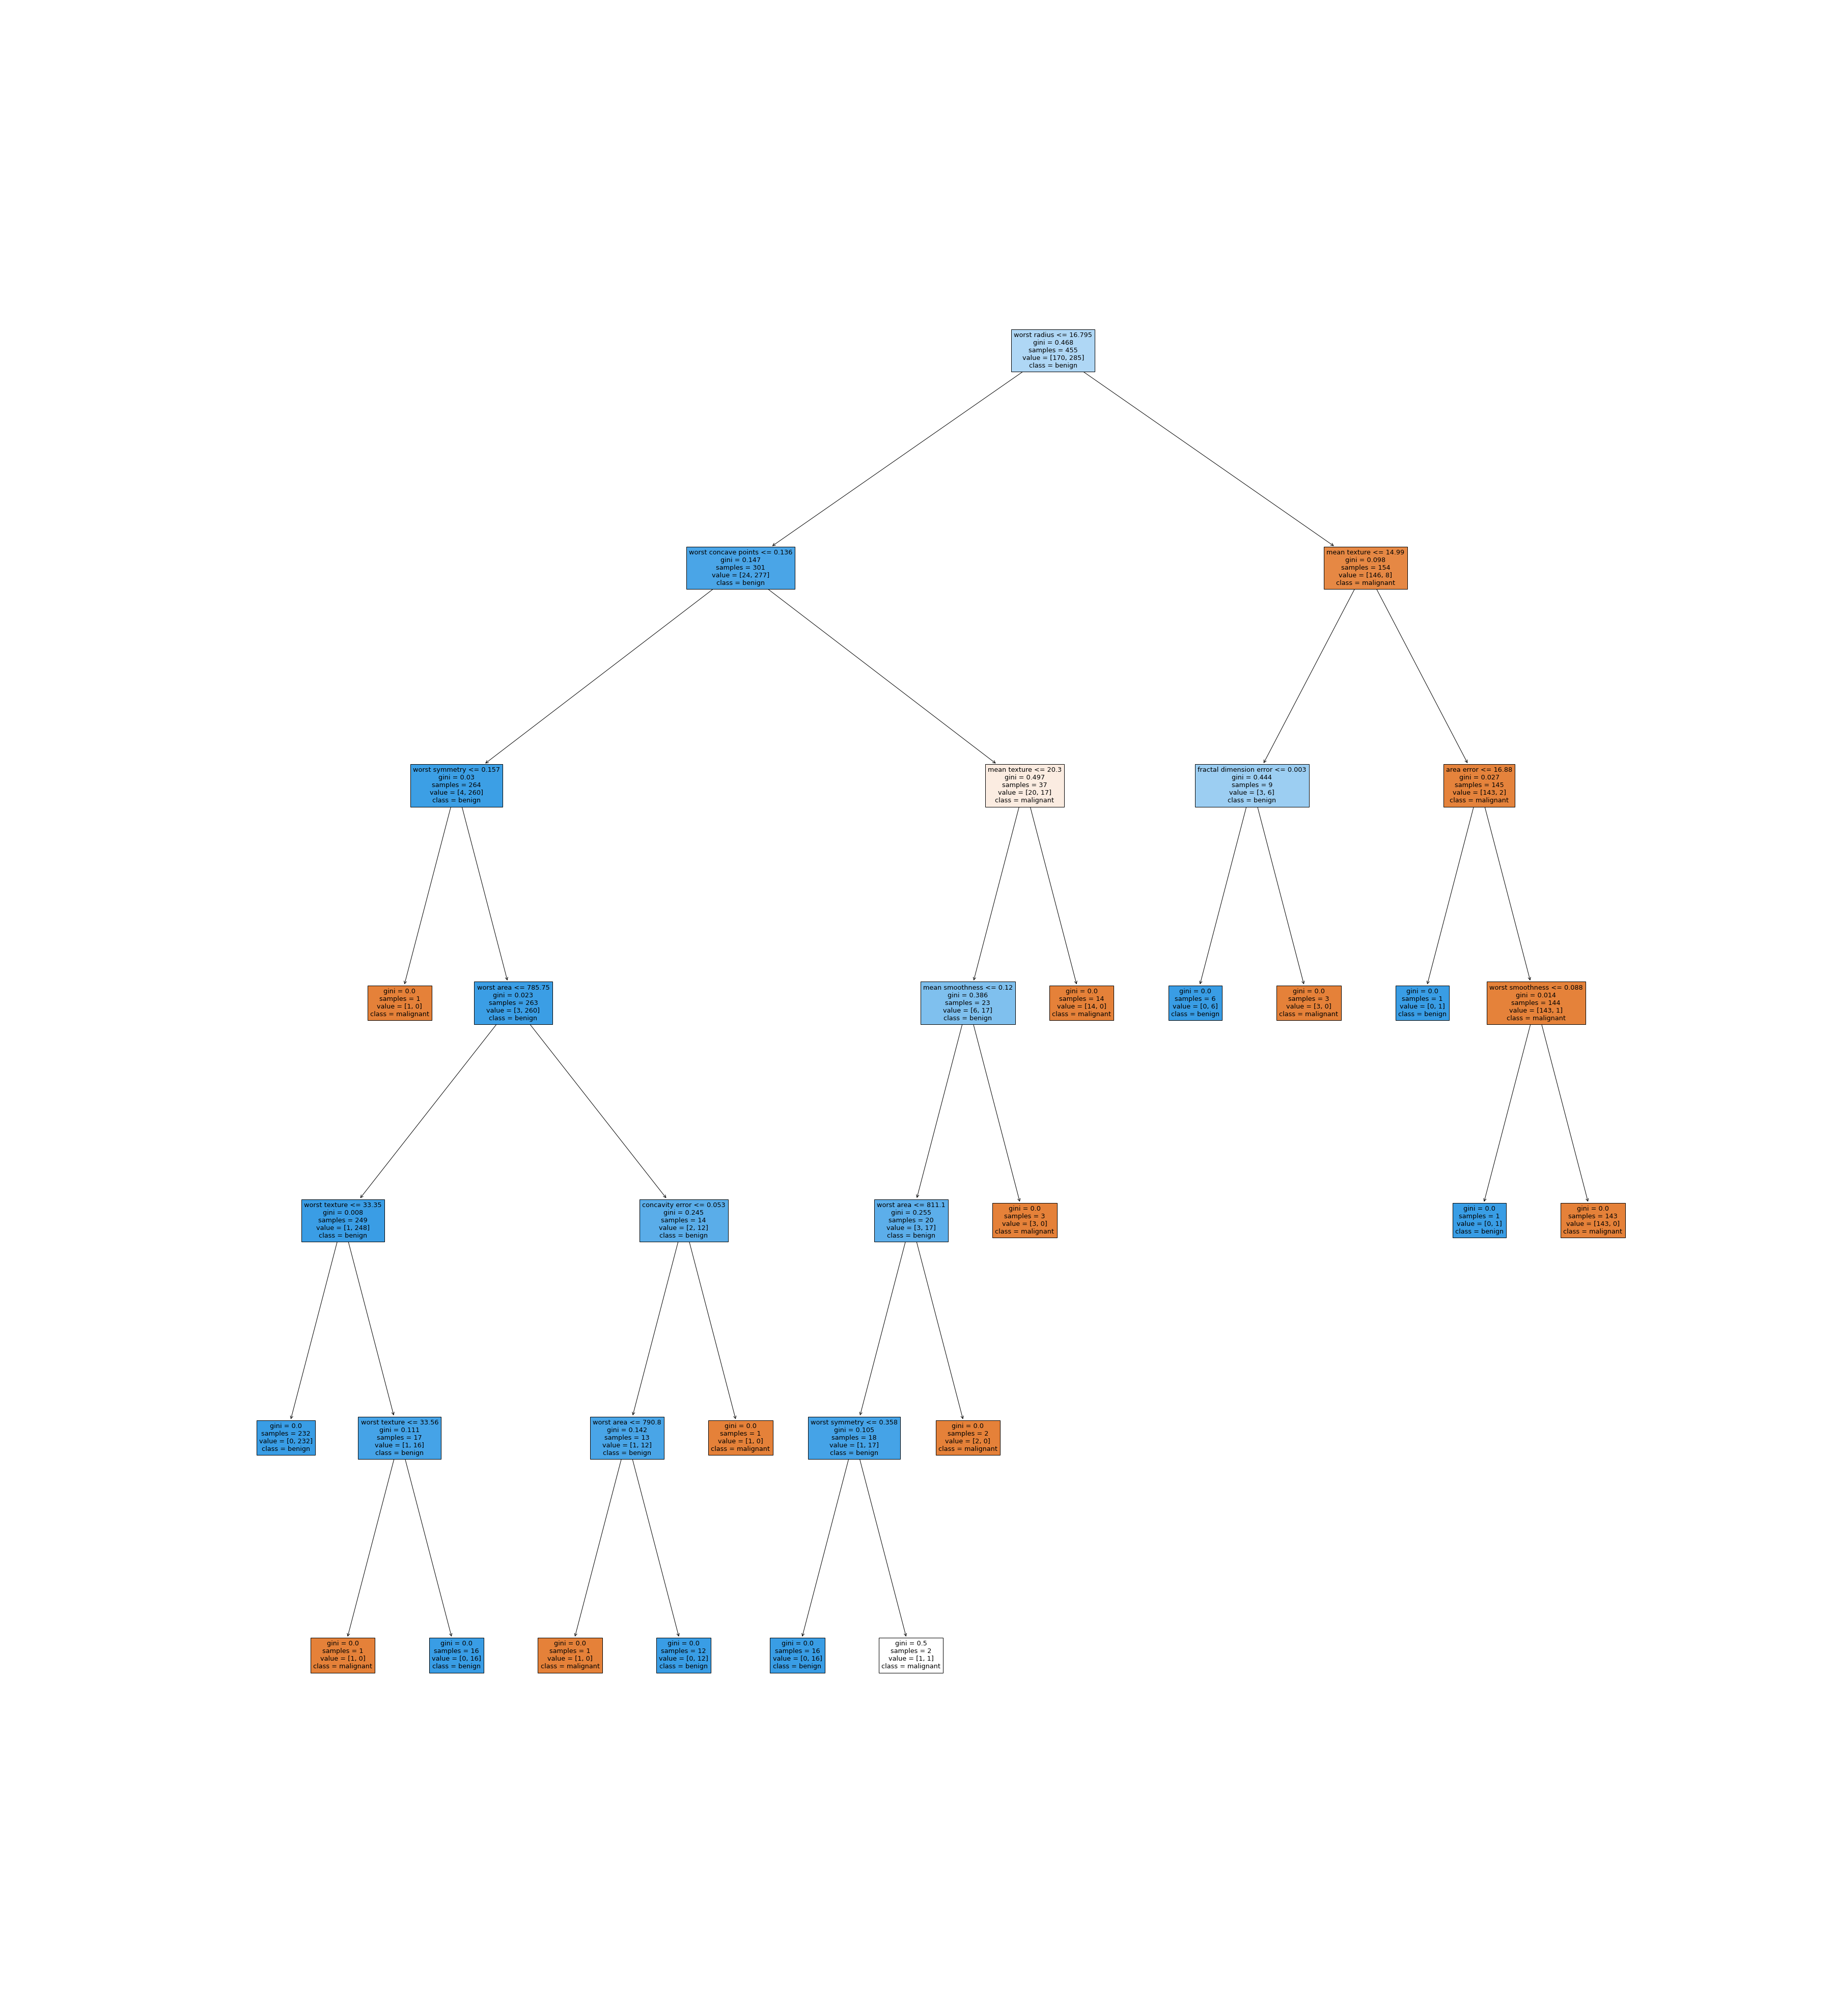 worst radius <= 16.795
gini = 0.468
samples = 455
value = [170, 285]
class = benign
worst concave points <= 0.136
gini = 0.147
samples = 301
value = [24, 277]
class = benign
mean texture <= 14.99
gini = 0.098
samples = 154
value = [146, 8]
class = malignant
worst symmetry <= 0.157
gini = 0.03
samples = 264
value = [4, 260]
class = benign
mean texture <= 20.3
gini = 0.497
samples = 37
value = [20, 17]
class = malignant
fractal dimension error <= 0.003
gini = 0.444
samples = 9
value = [3, 6]
class = benign
area error <= 16.88
gini = 0.027
samples = 145
value = [143, 2]
class = malignant
gini = 0.0
samples = 1
value = [1, 0]
class = malignant
worst area <= 785.75
gini = 0.023
samples = 263
value = [3, 260]
class = benign
mean smoothness <= 0.12
gini = 0.386
samples = 23
value = [6, 17]
class = benign
gini = 0.0
samples = 14
value = [14, 0]
class = malignant
gini = 0.0
samples = 6
value = [0, 6]
class = benign
gini = 0.0
samples = 3
value = [3, 0]
class = malignant
gini = 0.0
samples = 1
value = [0, 1]
class = benign
worst smoothness <= 0.088
gini = 0.014
samples = 144
value = [143, 1]
class = malignant
worst texture <= 33.35
gini = 0.008
samples = 249
value = [1, 248]
class = benign
concavity error <= 0.053
gini = 0.245
samples = 14
value = [2, 12]
class = benign
worst area <= 811.1
gini = 0.255
samples = 20
value = [3, 17]
class = benign
gini = 0.0
samples = 3
value = [3, 0]
class = malignant
gini = 0.0
samples = 1
value = [0, 1]
class = benign
gini = 0.0
samples = 143
value = [143, 0]
class = malignant
gini = 0.0
samples = 232
value = [0, 232]
class = benign
worst texture <= 33.56
gini = 0.111
samples = 17
value = [1, 16]
class = benign
worst area <= 790.8
gini = 0.142
samples = 13
value = [1, 12]
class = benign
gini = 0.0
samples = 1
value = [1, 0]
class = malignant
worst symmetry <= 0.358
gini = 0.105
samples = 18
value = [1, 17]
class = benign
gini = 0.0
samples = 2
value = [2, 0]
class = malignant
gini = 0.0
samples = 1
value = [1, 0]
class = malignant
gini = 0.0
samples = 16
value = [0, 16]
class = benign
gini = 0.0
samples = 1
value = [1, 0]
class = malignant
gini = 0.0
samples = 12
value = [0, 12]
class = benign
gini = 0.0
samples = 16
value = [0, 16]
class = benign
gini = 0.5
samples = 2
value = [1, 1]
class = malignant